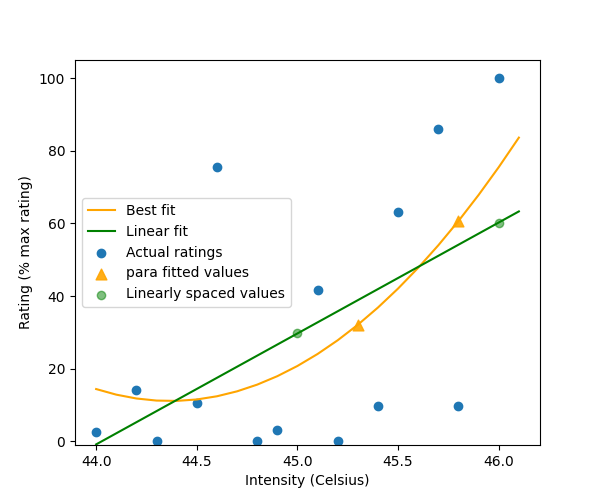 100
80
60
40
20
0
Rating (% max rating)
Best fit
Linear fit
Actual ratings
para fitted values
Linearly spaced values
44.0 44.5 45.0 45.5 46.0
Intensity (Celsius)